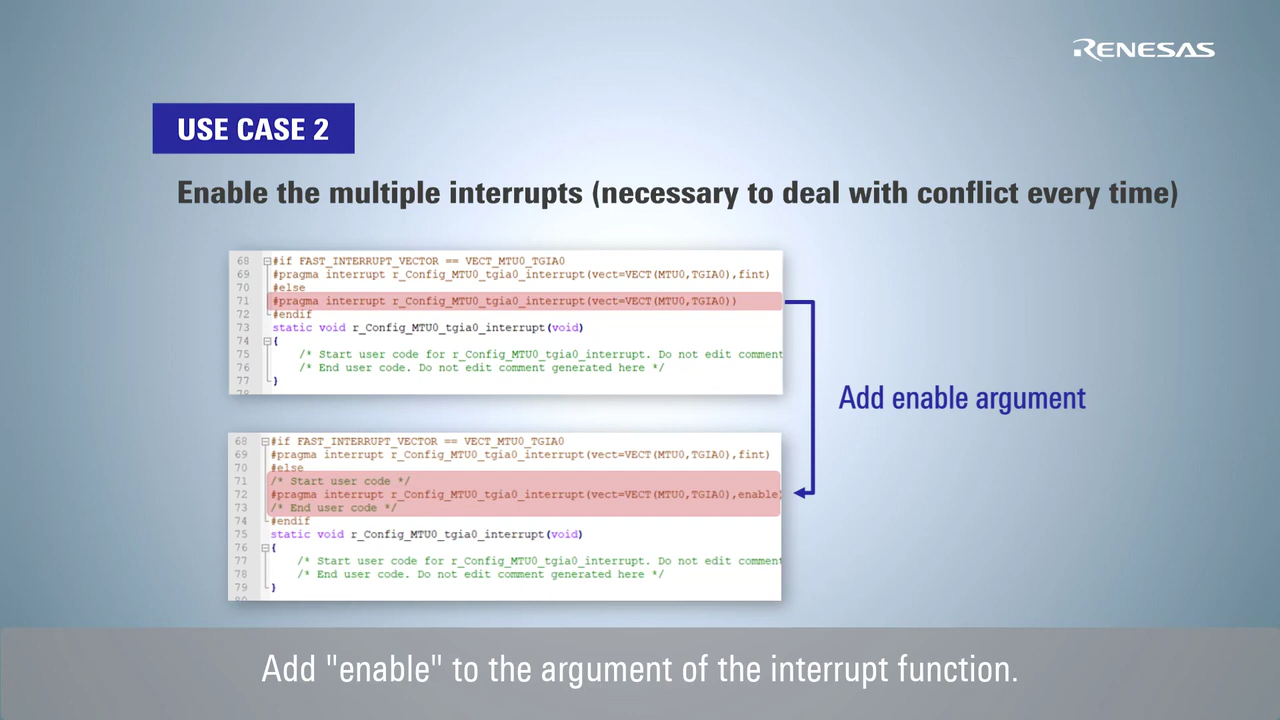 RENESAS
USE CASE 2
Enable the multiple interrupts (necessary to deal with conflict every time)
68 #if FAST_INTERRUPT_VECTOR == VECT_MTU0_TGIA0
69 #pragma interrupt r_Config_MTU0_tgia0_interrupt(vect=VECT(MTU0,TGIA0),fint)
70 #else
71 #pragma interrupt r_Config_MTU0_tgia0_interrupt(vect=VECT(MTU0,TGIA0))
72 #endif
73 static void r_Config_MTU0_tgia0_interrupt(void)
74 {
75 /* Start user code for r_Config_MTU0_tgia0_interrupt. Do not edit comment
76 /* End user code. Do not edit comment generated here */
77 }
78
Add enable argument
68 #if FAST_INTERRUPT_VECTOR == VECT_MTU0_TGIA0
69 #pragma interrupt r_Config_MTU0_tgia0_interrupt(vect=VECT(MTU0,TGIA0),fint)
70 #else
71 /* Start user code */
72 #pragma interrupt r_Config_MTU0_tgia0_interrupt(vect=VECT(MTU0,TGIA0),enable)
73 /* End user code */
74 #endif
75 static void r_Config_MTU0_tgia0_interrupt(void)
76 {
77 /* Start user code for r_Config_MTU0_tgia0_interrupt. Do not edit comment
78 /* End user code. Do not edit comment generated here */
79 }
80
Add "enable" to the argument of the interrupt function.